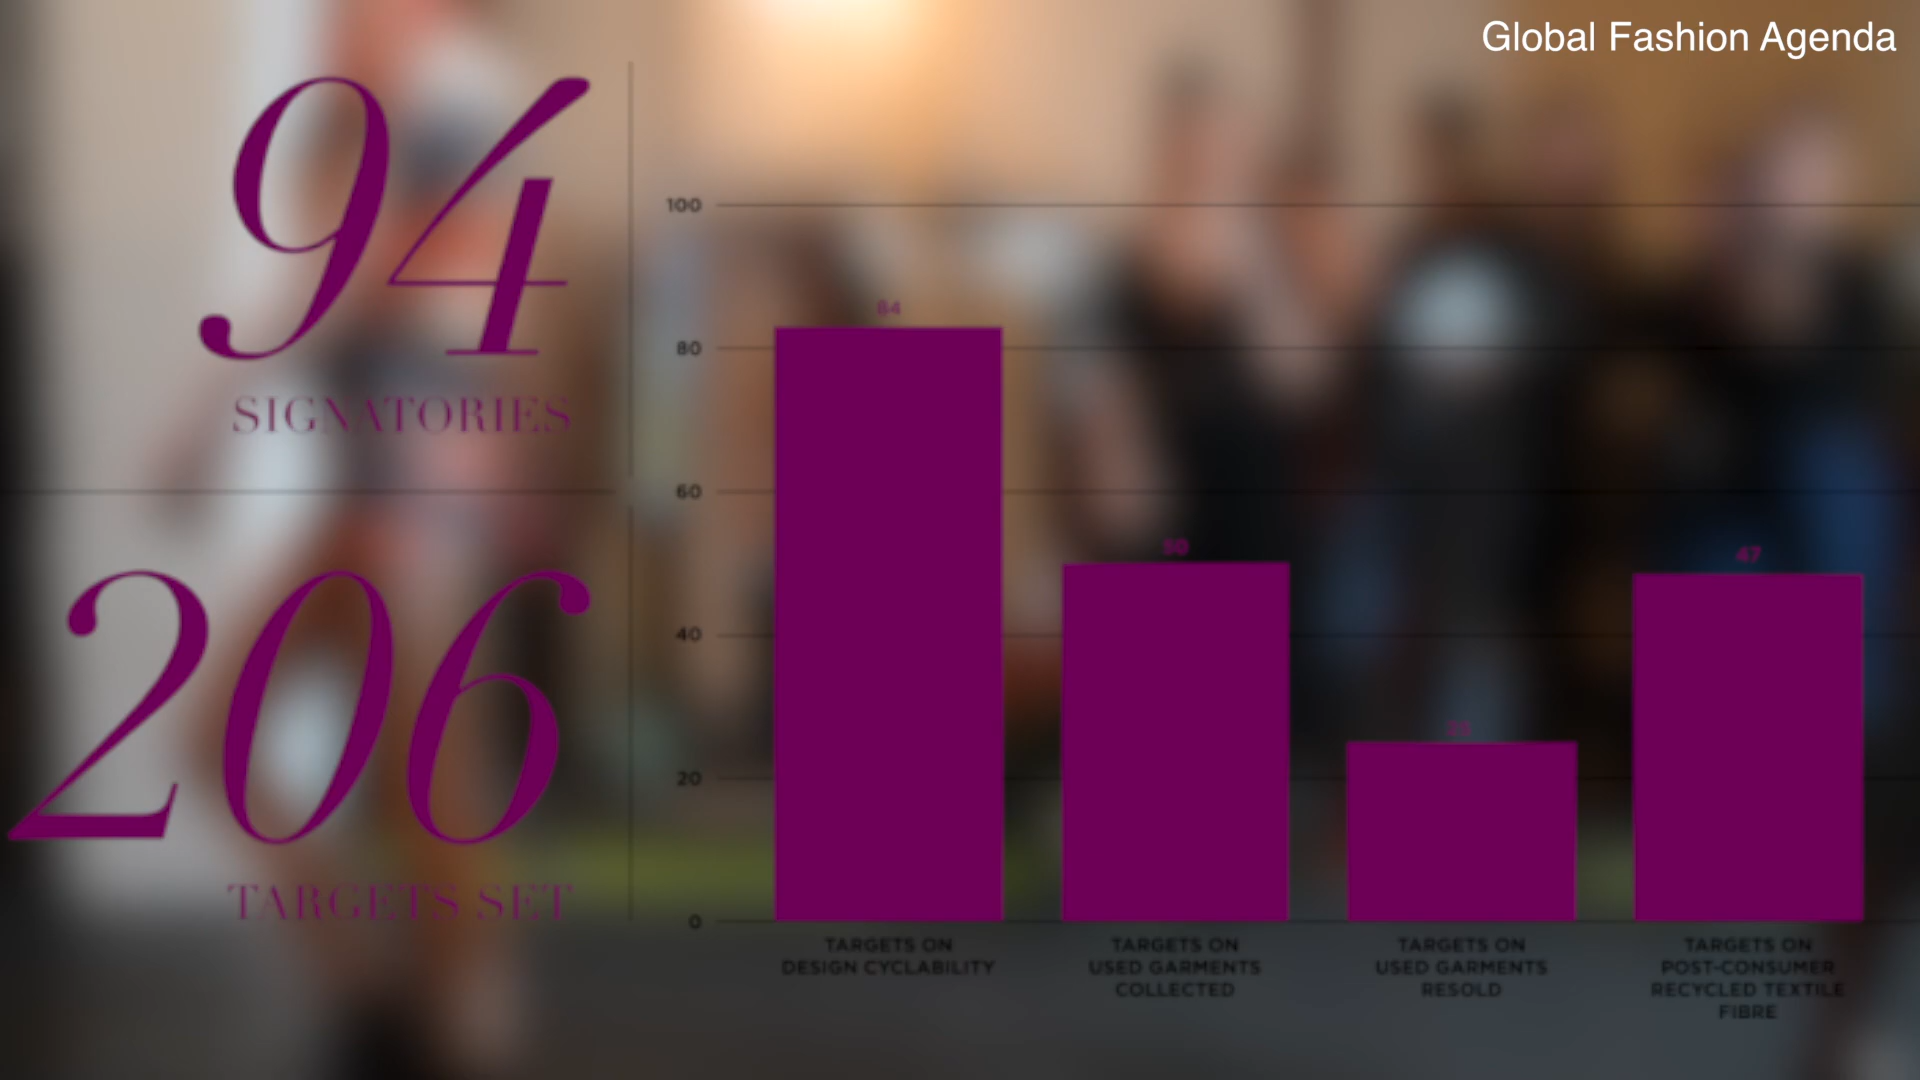 Global Fashion Agenda
94
SIGNATORIES
206
TARGETS SET
100
80
60
40
20
0
84
50
25
47
TARGETS ON
DESIGN CYCLABILITY
TARGETS ON
USED GARMENTS
COLLECTED
TARGETS ON
USED GARMENTS
RESOLD
TARGETS ON
POST-CONSUMER
RECYCLED TEXTILE
FIBRE